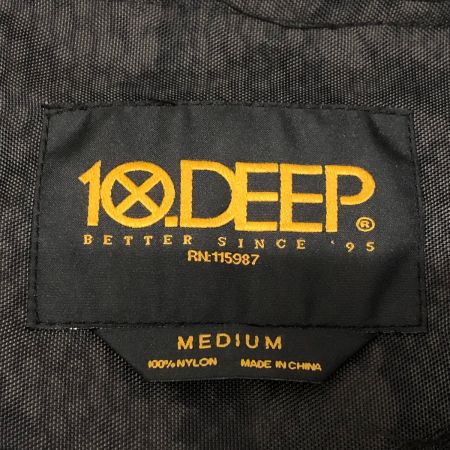 10.DEEP®
BETTER SINCE '95
RN:115987
MEDIUM
100% NYLON MADE IN CHINA